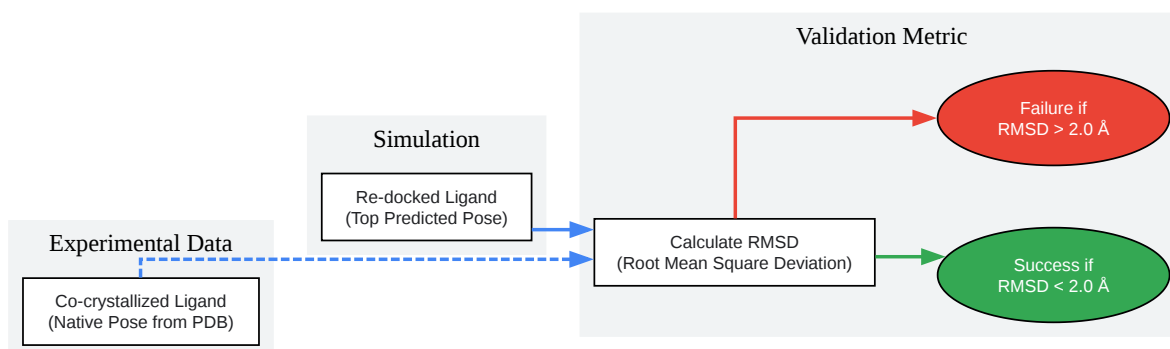 Validation Metric
Failure if
RMSD > 2.0 Å
Simulation
Re-docked Ligand
(Top Predicted Pose)
Experimental Data
Calculate RMSD
(Root Mean Square Deviation)
Success if
RMSD < 2.0 Å
Co-crystallized Ligand
(Native Pose from PDB)